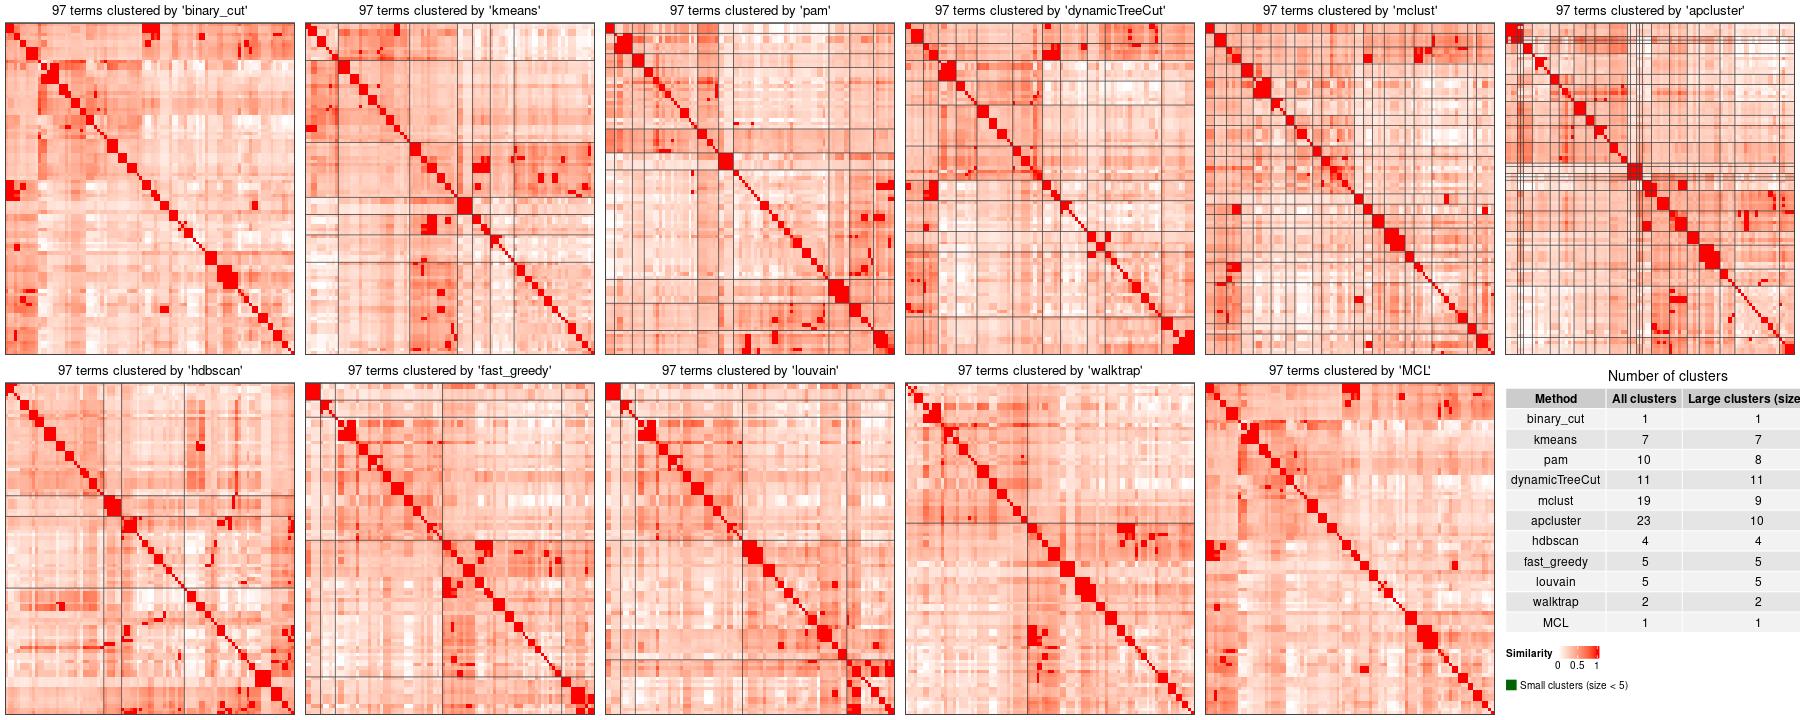 97 terms clustered by 'binary_cut'
97 terms clustered by 'kmeans'
97 terms clustered by 'pam'
97 terms clustered by 'dynamicTreeCut'
97 terms clustered by 'mclust'
97 terms clustered by 'apcluster'
97 terms clustered by 'hdbscan'
97 terms clustered by 'fast_greedy'
97 terms clustered by 'louvain'
97 terms clustered by 'walktrap'
97 terms clustered by 'MCL'
Number of clusters
Method All clusters Large clusters (size
binary_cut 1 1
kmeans 7 7
pam 10 8
dynamicTreeCut 11 11
mclust 19 9
apcluster 23 10
hdbscan 4 4
fast_greedy 5 5
louvain 5 5
walktrap 2 2
MCL 1 1
Similarity
0 0.5 1
Small clusters (size < 5)